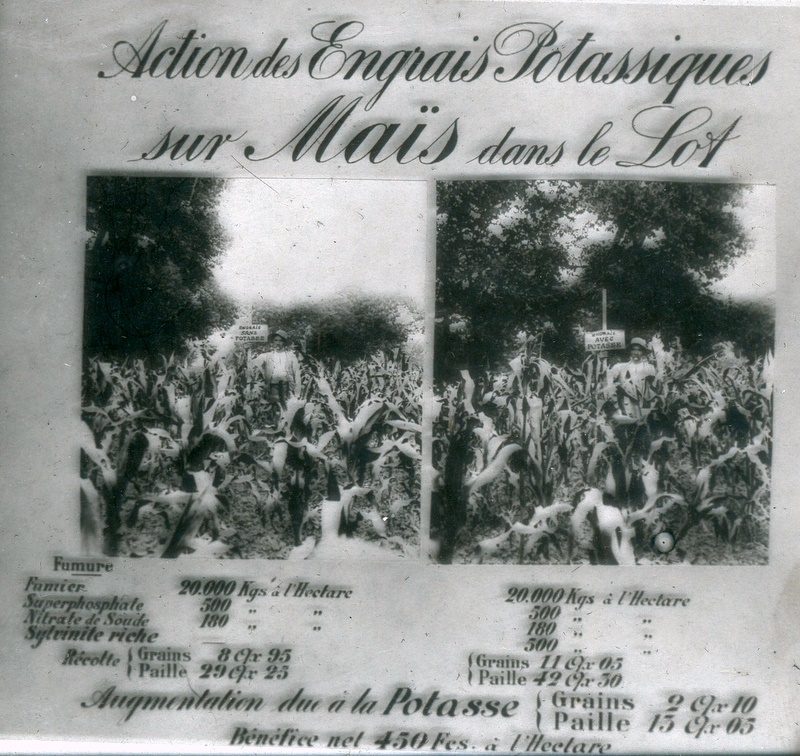 Action des Engrais Potassiques
sur Maïs dans le Lot
ENGRAIS
SANS
POTASSE
ENGRAIS
AVEC
POTASSE
Fumure
Fumier 20.000 Kgs à l'Hectare 20.000 Kgs à l'Hectare
Superphosphate 500 " " 500 " "
Nitrate de Soude 180 " " 180 " "
Sylvinite riche 500 " "
Récolte { Grains 8 Qx 95 { Grains 11 Qx 05
Paille 29 Qx 25 Paille 42 Qx 30
Augmentation due à la Potasse { Grains 2 Qx 10
Paille 13 Qx 05
Bénéfice net 450 Fcs. à l'Hectare